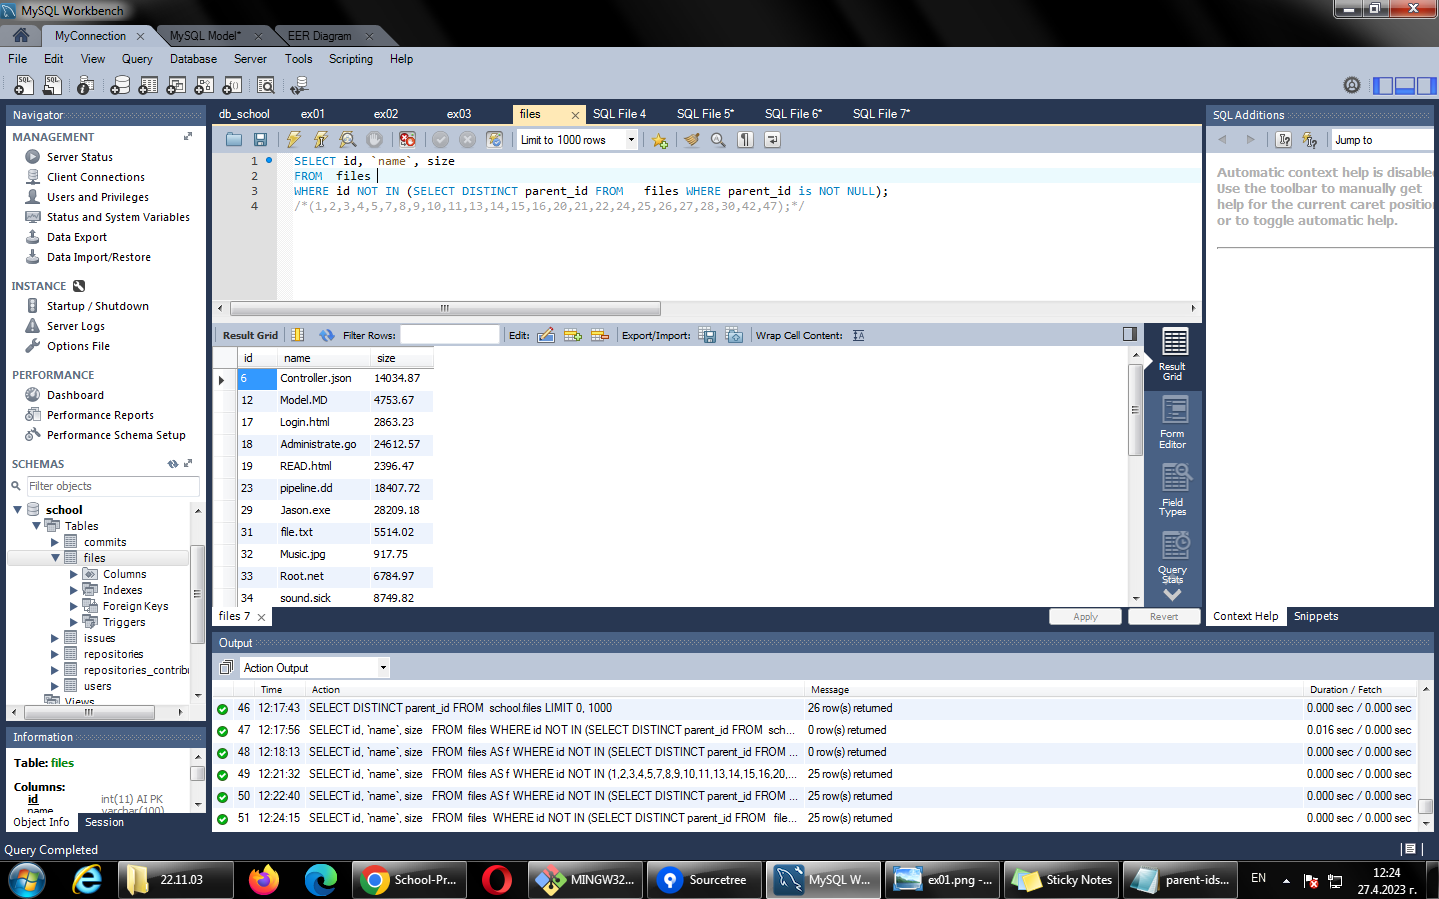 MySQL Workbench
MyConnection
MySQL Model*
EER Diagram
File Edit View Query Database Server Tools Scripting Help
Navigator
MANAGEMENT
Server Status
Client Connections
Users and Privileges
Status and System Variables
Data Export
Data Import/Restore
INSTANCE
Startup / Shutdown
Server Logs
Options File
PERFORMANCE
Dashboard
Performance Reports
Performance Schema Setup
SCHEMAS
Filter objects
school
Tables
commits
files
Columns
Indexes
Foreign Keys
Triggers
issues
repositories
repositories_contribu
users
Views
Information
Table: files
Columns:
id int(11) AI PK
name varchar(100)
Object Info Session
db_school ex01 ex02 ex03 files SQL File 4 SQL File 5* SQL File 6* SQL File 7*
Limit to 1000 rows
1 SELECT id, `name`, size
2 FROM files
3 WHERE id NOT IN (SELECT DISTINCT parent_id FROM files WHERE parent_id is NOT NULL);
4 /*(1,2,3,4,5,7,8,9,10,11,13,14,15,16,20,21,22,24,25,26,27,28,30,42,47);*/
Result Grid Filter Rows: Edit: Export/Import: Wrap Cell Content:
id name size
6 Controller.json 14034.87
12 Model.MD 4753.67
17 Login.html 2863.23
18 Administrate.go 24612.57
19 READ.html 2396.47
23 pipeline.dd 18407.72
29 Jason.exe 28209.18
31 file.txt 5514.02
32 Music.jpg 917.75
33 Root.net 6784.97
34 sound.sick 8749.82
Result
Grid
Form
Editor
Field
Types
Query
Stats
files 7
Apply Revert
SQL Additions
Jump to
Automatic context help is disable
Use the toolbar to manually get
help for the current caret position
or to toggle automatic help.
Context Help Snippets
Output
Action Output
Time Action Message Duration / Fetch
46 12:17:43 SELECT DISTINCT parent_id FROM school.files LIMIT 0, 1000 26 row(s) returned 0.000 sec / 0.000 sec
47 12:17:56 SELECT id, `name`, size FROM files WHERE id NOT IN (SELECT DISTINCT parent_id FROM sch... 0 row(s) returned 0.016 sec / 0.000 sec
48 12:18:13 SELECT id, `name`, size FROM files AS f WHERE id NOT IN (SELECT DISTINCT parent_id FROM ... 0 row(s) returned 0.000 sec / 0.000 sec
49 12:21:32 SELECT id, `name`, size FROM files AS f WHERE id NOT IN (1,2,3,4,5,7,8,9,10,11,13,14,15,16,20,... 25 row(s) returned 0.000 sec / 0.000 sec
50 12:22:40 SELECT id, `name`, size FROM files AS f WHERE id NOT IN (SELECT DISTINCT parent_id FROM ... 25 row(s) returned 0.000 sec / 0.000 sec
51 12:24:15 SELECT id, `name`, size FROM files WHERE id NOT IN (SELECT DISTINCT parent_id FROM file... 25 row(s) returned 0.000 sec / 0.000 sec
Query Completed
22.11.03
School-Pr...
MINGW32...
Sourcetree
MySQL W...
ex01.png -...
Sticky Notes
parent-ids...
EN
12:24
27.4.2023 г.